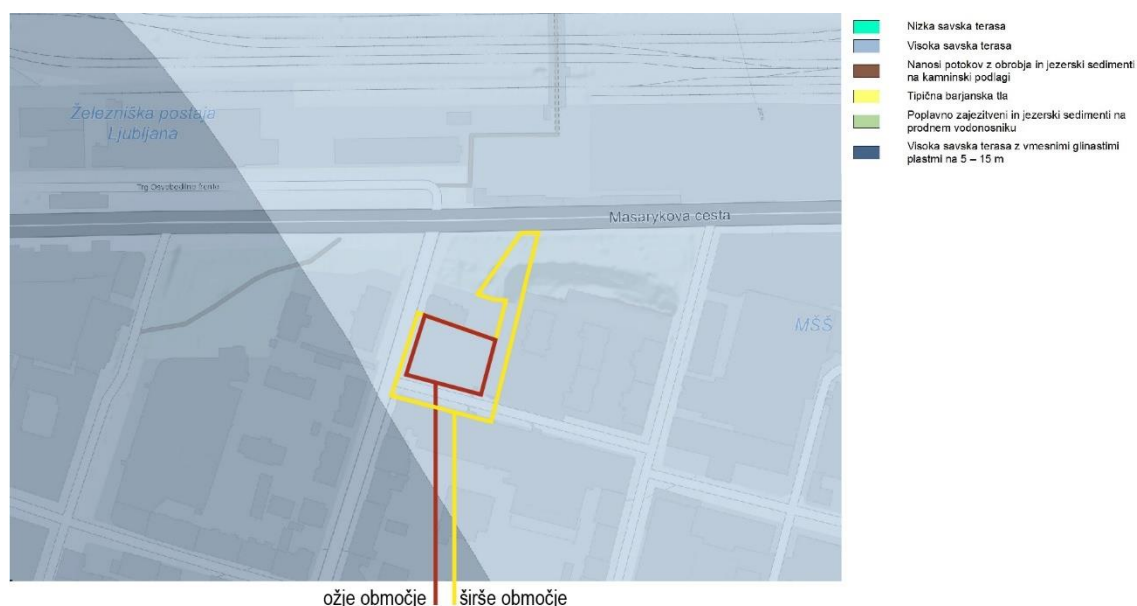 Železniška postaja
Ljubljana
Trg Osvobodilne fronte
Masarykova cesta
MŠŠ
ožje območje
širše območje
Nizka savska terasa
Visoka savska terasa
Nanosi potokov z obrobja in jezerski sedimenti
na kamninski podlagi
Tipična barjanska tla
Poplavno zajezitveni in jezerski sedimenti na
prodnem vodonosniku
Visoka savska terasa z vmesnimi glinastimi
plastmi na 5 – 15 m